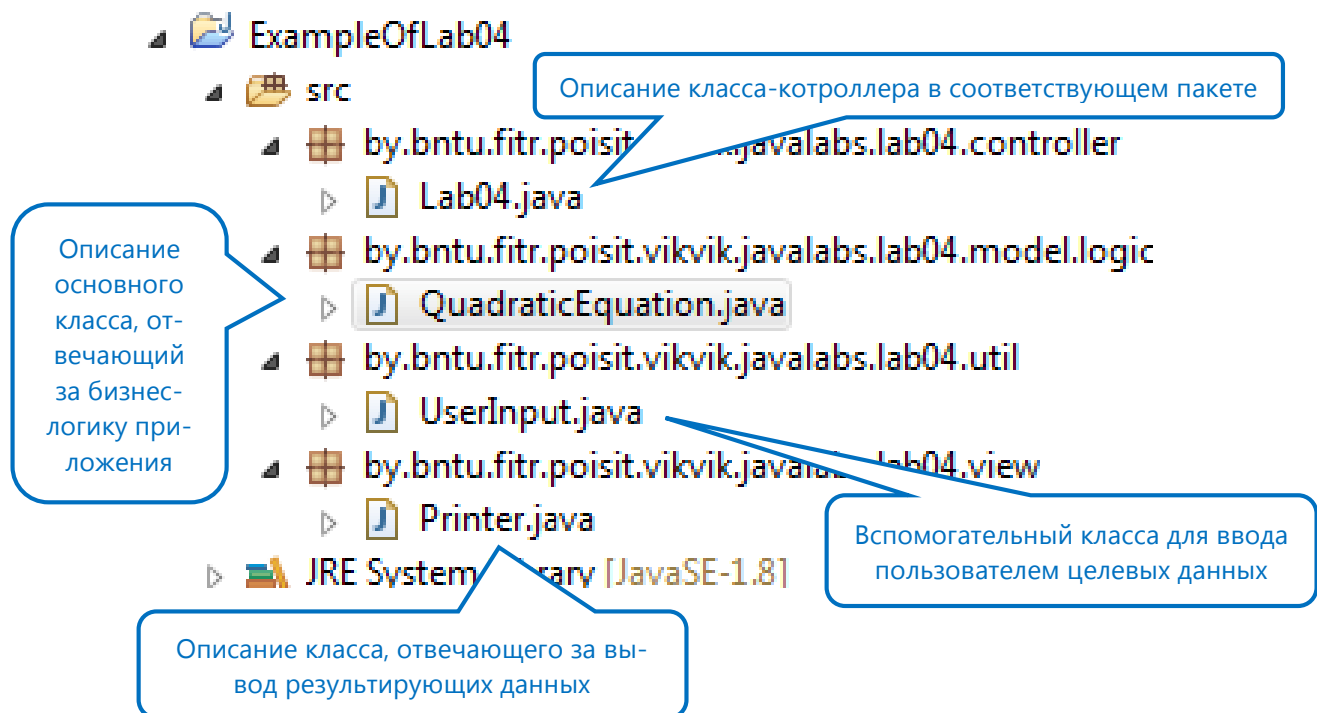 ExampleOfLab04
src
Описание класса-котроллера в соответствующем пакете
by.bntu.fitr.poisit. .javalabs.lab04.controller
Lab04.java
Описание
основного
класса, от-
вечающий
за бизнес-
логику при-
ложения
by.bntu.fitr.poisit.vikvik.javalabs.lab04.model.logic
QuadraticEquation.java
by.bntu.fitr.poisit.vikvik.javalabs.lab04.util
UserInput.java
by.bntu.fitr.poisit.vikvik.javalabs.lab04.view
Printer.java
Вспомогательный класса для ввода
пользователем целевых данных
JRE System Library [JavaSE-1.8]
Описание класса, отвечающего за вы-
вод результирующих данных